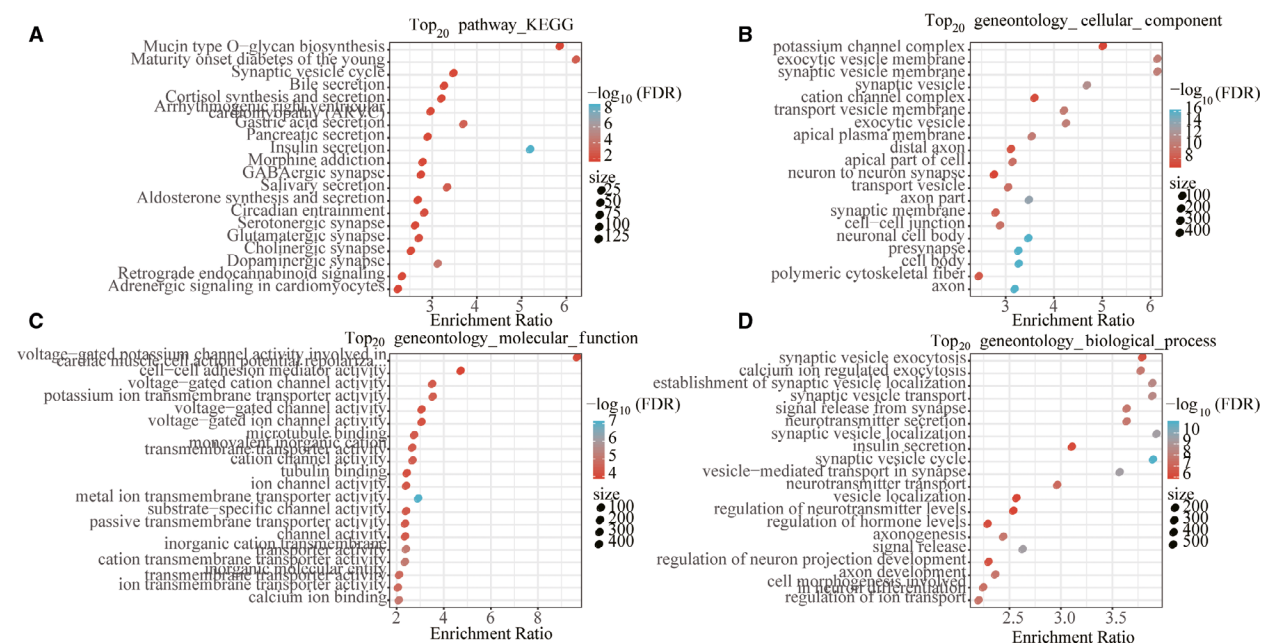 A
Top20 pathway_KEGG
Mucin type O−glycan biosynthesis
Maturity onset diabetes of the young
Synaptic vesicle cycle
Bile secretion
Cortisol synthesis and secretion
Arrhythmogenic right ventricular
cardiomyopathy (ARVC)
Gastric acid secretion
Pancreatic secretion
Insulin secretion
Morphine addiction
GABAergic synapse
Salivary secretion
Aldosterone synthesis and secretion
Circadian entrainment
Serotonergic synapse
Glutamatergic synapse
Cholinergic synapse
Dopaminergic synapse
Retrograde endocannabinoid signaling
Adrenergic signaling in cardiomyocytes
3 4 5 6
Enrichment Ratio
−log10 (FDR)
8
6
4
2
size
25
50
75
100
125
B
Top20 geneontology_cellular_component
potassium channel complex
exocytic vesicle membrane
synaptic vesicle membrane
synaptic vesicle
cation channel complex
transport vesicle membrane
exocytic vesicle
apical plasma membrane
distal axon
apical part of cell
neuron to neuron synapse
transport vesicle
axon part
synaptic membrane
cell−cell junction
neuronal cell body
presynapse
cell body
polymeric cytoskeletal fiber
axon
3 4 5 6
Enrichment Ratio
−log10 (FDR)
16
14
12
10
8
size
100
200
300
400
C
Top20 geneontology_molecular_function
voltage−gated potassium channel activity involved in
cardiac muscle cell action potential repolariza...
cell−cell adhesion mediator activity
voltage−gated cation channel activity
potassium ion transmembrane transporter activity
voltage−gated channel activity
voltage−gated ion channel activity
microtubule binding
monovalent inorganic cation
transmembrane transporter activity
cation channel activity
tubulin binding
ion channel activity
metal ion transmembrane transporter activity
substrate−specific channel activity
passive transmembrane transporter activity
channel activity
inorganic cation transmembrane
transporter activity
cation transmembrane transporter activity
inorganic molecular entity
transmembrane transporter activity
ion transmembrane transporter activity
calcium ion binding
2 4 6 8
Enrichment Ratio
−log10 (FDR)
7
6
5
4
size
100
200
300
400
D
Top20 geneontology_biological_process
synaptic vesicle exocytosis
calcium ion regulated exocytosis
establishment of synaptic vesicle localization
synaptic vesicle transport
signal release from synapse
neurotransmitter secretion
synaptic vesicle localization
insulin secretion
synaptic vesicle cycle
vesicle−mediated transport in synapse
neurotransmitter transport
vesicle localization
regulation of neurotransmitter levels
regulation of hormone levels
axonogenesis
signal release
regulation of neuron projection development
axon development
cell morphogenesis involved
in neuron differentiation
regulation of ion transport
2.5 3.0 3.5
Enrichment Ratio
−log10 (FDR)
10
9
8
7
6
size
200
300
400
500